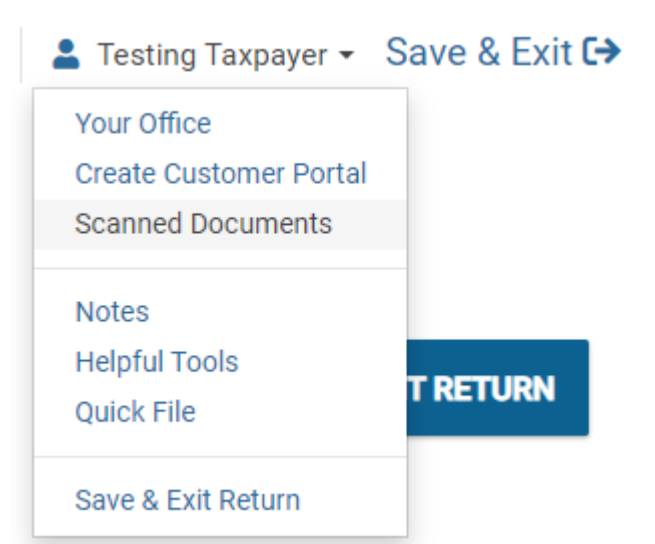 Testing Taxpayer Save & Exit
Your Office
Create Customer Portal
Scanned Documents
Notes
Helpful Tools
T RETURN
Quick File
Save & Exit Return